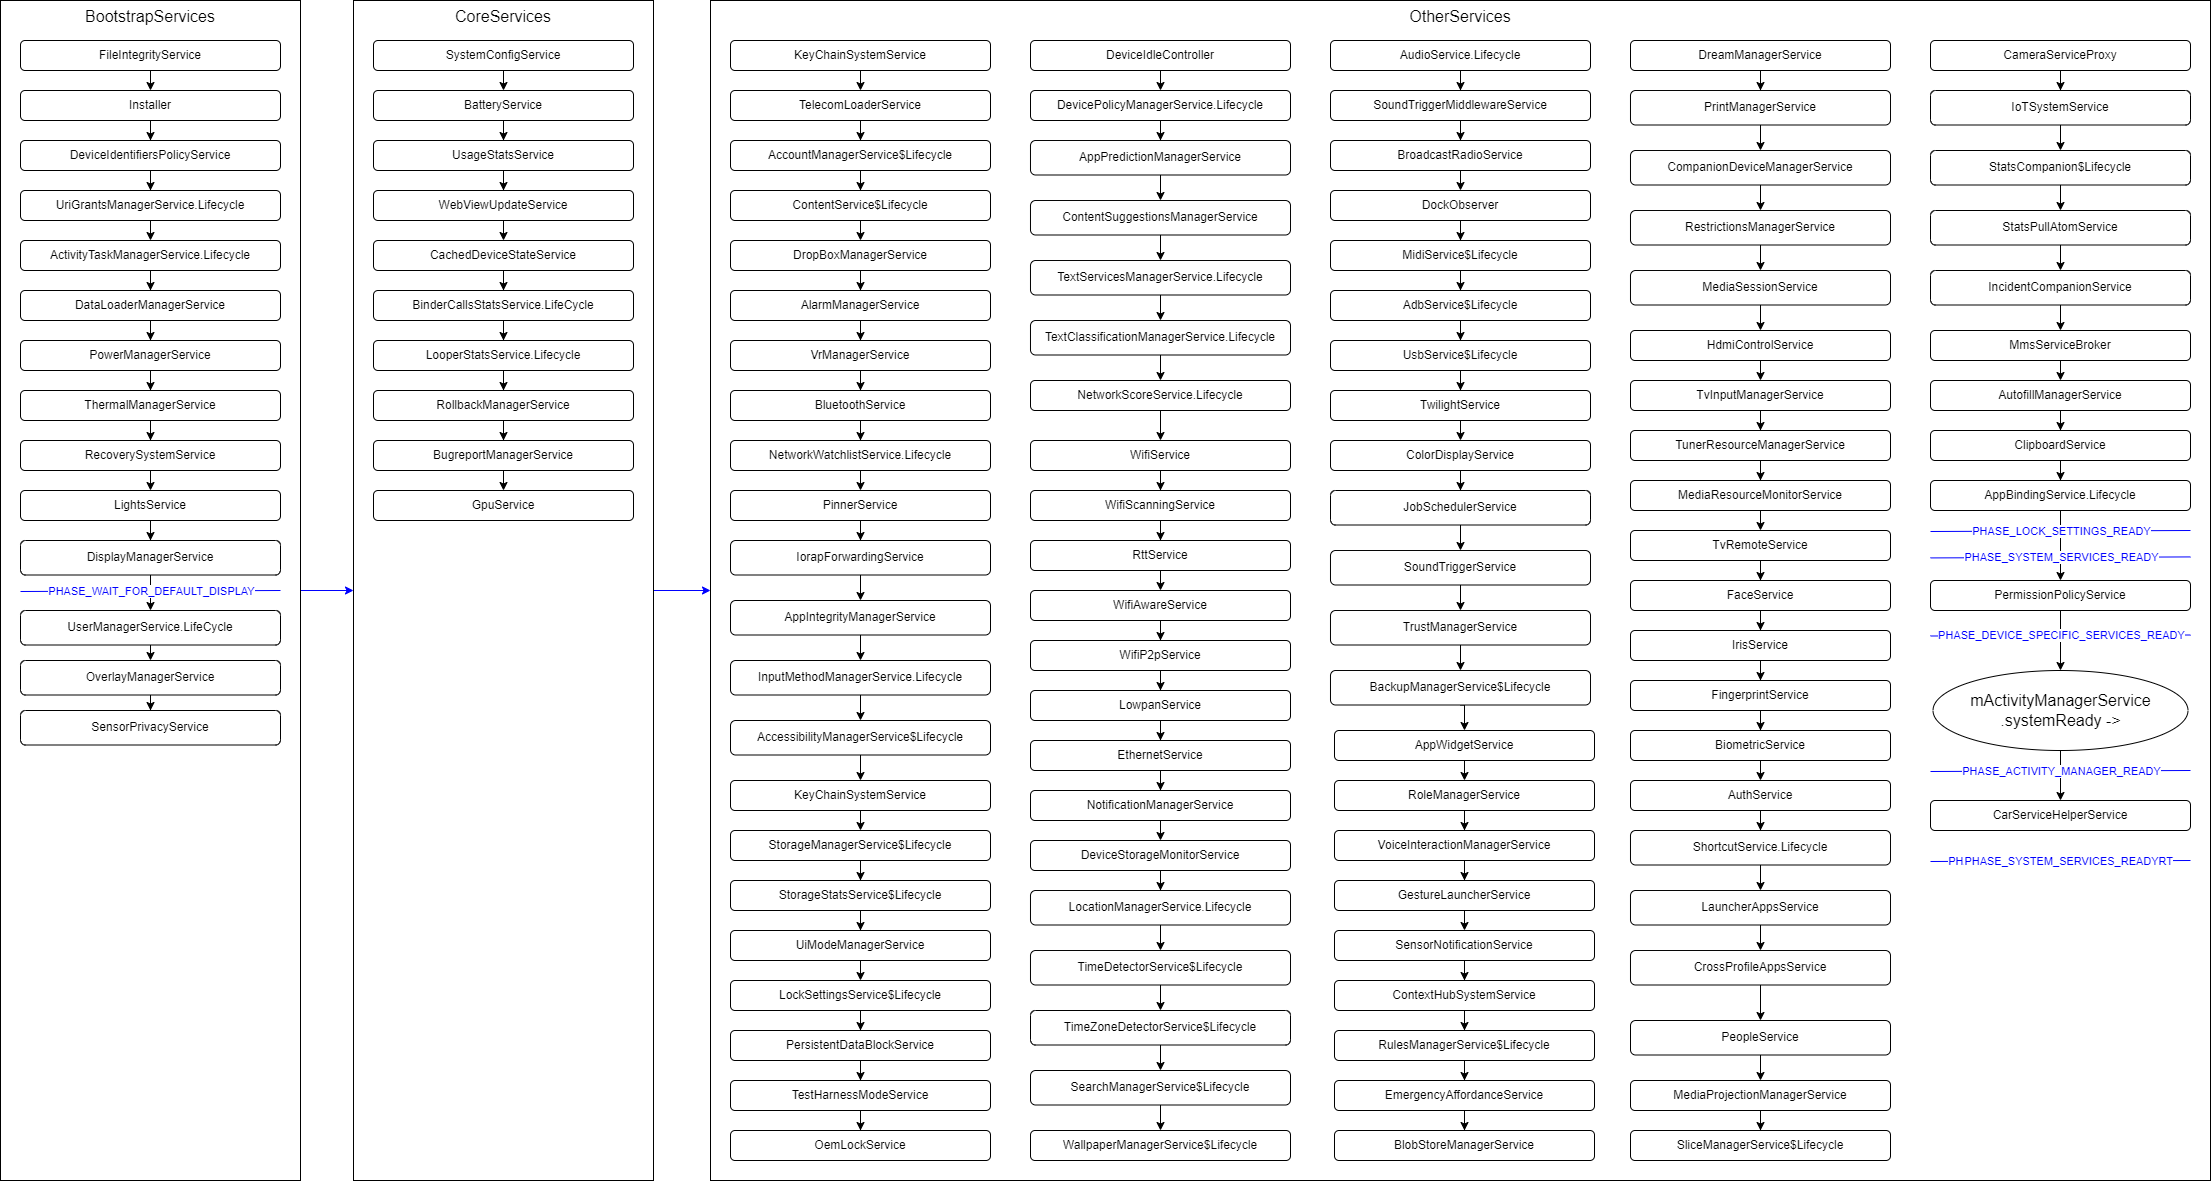 BootstrapServices
FileIntegrityService
Installer
DeviceIdentifiersPolicyService
UriGrantsManagerService.Lifecycle
ActivityTaskManagerService.Lifecycle
DataLoaderManagerService
PowerManagerService
ThermalManagerService
RecoverySystemService
LightsService
DisplayManagerService
PHASE_WAIT_FOR_DEFAULT_DISPLAY
UserManagerService.LifeCycle
OverlayManagerService
SensorPrivacyService
CoreServices
SystemConfigService
BatteryService
UsageStatsService
WebViewUpdateService
CachedDeviceStateService
BinderCallsStatsService.LifeCycle
LooperStatsService.Lifecycle
RollbackManagerService
BugreportManagerService
GpuService
OtherServices
KeyChainSystemService
TelecomLoaderService
AccountManagerService$Lifecycle
ContentService$Lifecycle
DropBoxManagerService
AlarmManagerService
VrManagerService
BluetoothService
NetworkWatchlistService.Lifecycle
PinnerService
IorapForwardingService
AppIntegrityManagerService
InputMethodManagerService.Lifecycle
AccessibilityManagerService$Lifecycle
KeyChainSystemService
StorageManagerService$Lifecycle
StorageStatsService$Lifecycle
UiModeManagerService
LockSettingsService$Lifecycle
PersistentDataBlockService
TestHarnessModeService
OemLockService
DeviceIdleController
DevicePolicyManagerService.Lifecycle
AppPredictionManagerService
ContentSuggestionsManagerService
TextServicesManagerService.Lifecycle
TextClassificationManagerService.Lifecycle
NetworkScoreService.Lifecycle
WifiService
WifiScanningService
RttService
WifiAwareService
WifiP2pService
LowpanService
EthernetService
NotificationManagerService
DeviceStorageMonitorService
LocationManagerService.Lifecycle
TimeDetectorService$Lifecycle
TimeZoneDetectorService$Lifecycle
SearchManagerService$Lifecycle
WallpaperManagerService$Lifecycle
AudioService.Lifecycle
SoundTriggerMiddlewareService
BroadcastRadioService
DockObserver
MidiService$Lifecycle
AdbService$Lifecycle
UsbService$Lifecycle
TwilightService
ColorDisplayService
JobSchedulerService
SoundTriggerService
TrustManagerService
BackupManagerService$Lifecycle
AppWidgetService
RoleManagerService
VoiceInteractionManagerService
GestureLauncherService
SensorNotificationService
ContextHubSystemService
RulesManagerService$Lifecycle
EmergencyAffordanceService
BlobStoreManagerService
DreamManagerService
PrintManagerService
CompanionDeviceManagerService
RestrictionsManagerService
MediaSessionService
HdmiControlService
TvInputManagerService
TunerResourceManagerService
MediaResourceMonitorService
TvRemoteService
FaceService
IrisService
FingerprintService
BiometricService
AuthService
ShortcutService.Lifecycle
LauncherAppsService
CrossProfileAppsService
PeopleService
MediaProjectionManagerService
SliceManagerService$Lifecycle
CameraServiceProxy
IoTSystemService
StatsCompanion$Lifecycle
StatsPullAtomService
IncidentCompanionService
MmsServiceBroker
AutofillManagerService
ClipboardService
AppBindingService.Lifecycle
PHASE_LOCK_SETTINGS_READY
PHASE_SYSTEM_SERVICES_READY
PermissionPolicyService
PHASE_DEVICE_SPECIFIC_SERVICES_READY
mActivityManagerService
.systemReady ->
PHASE_ACTIVITY_MANAGER_READY
CarServiceHelperService
PHPHASE_SYSTEM_SERVICES_READYRT